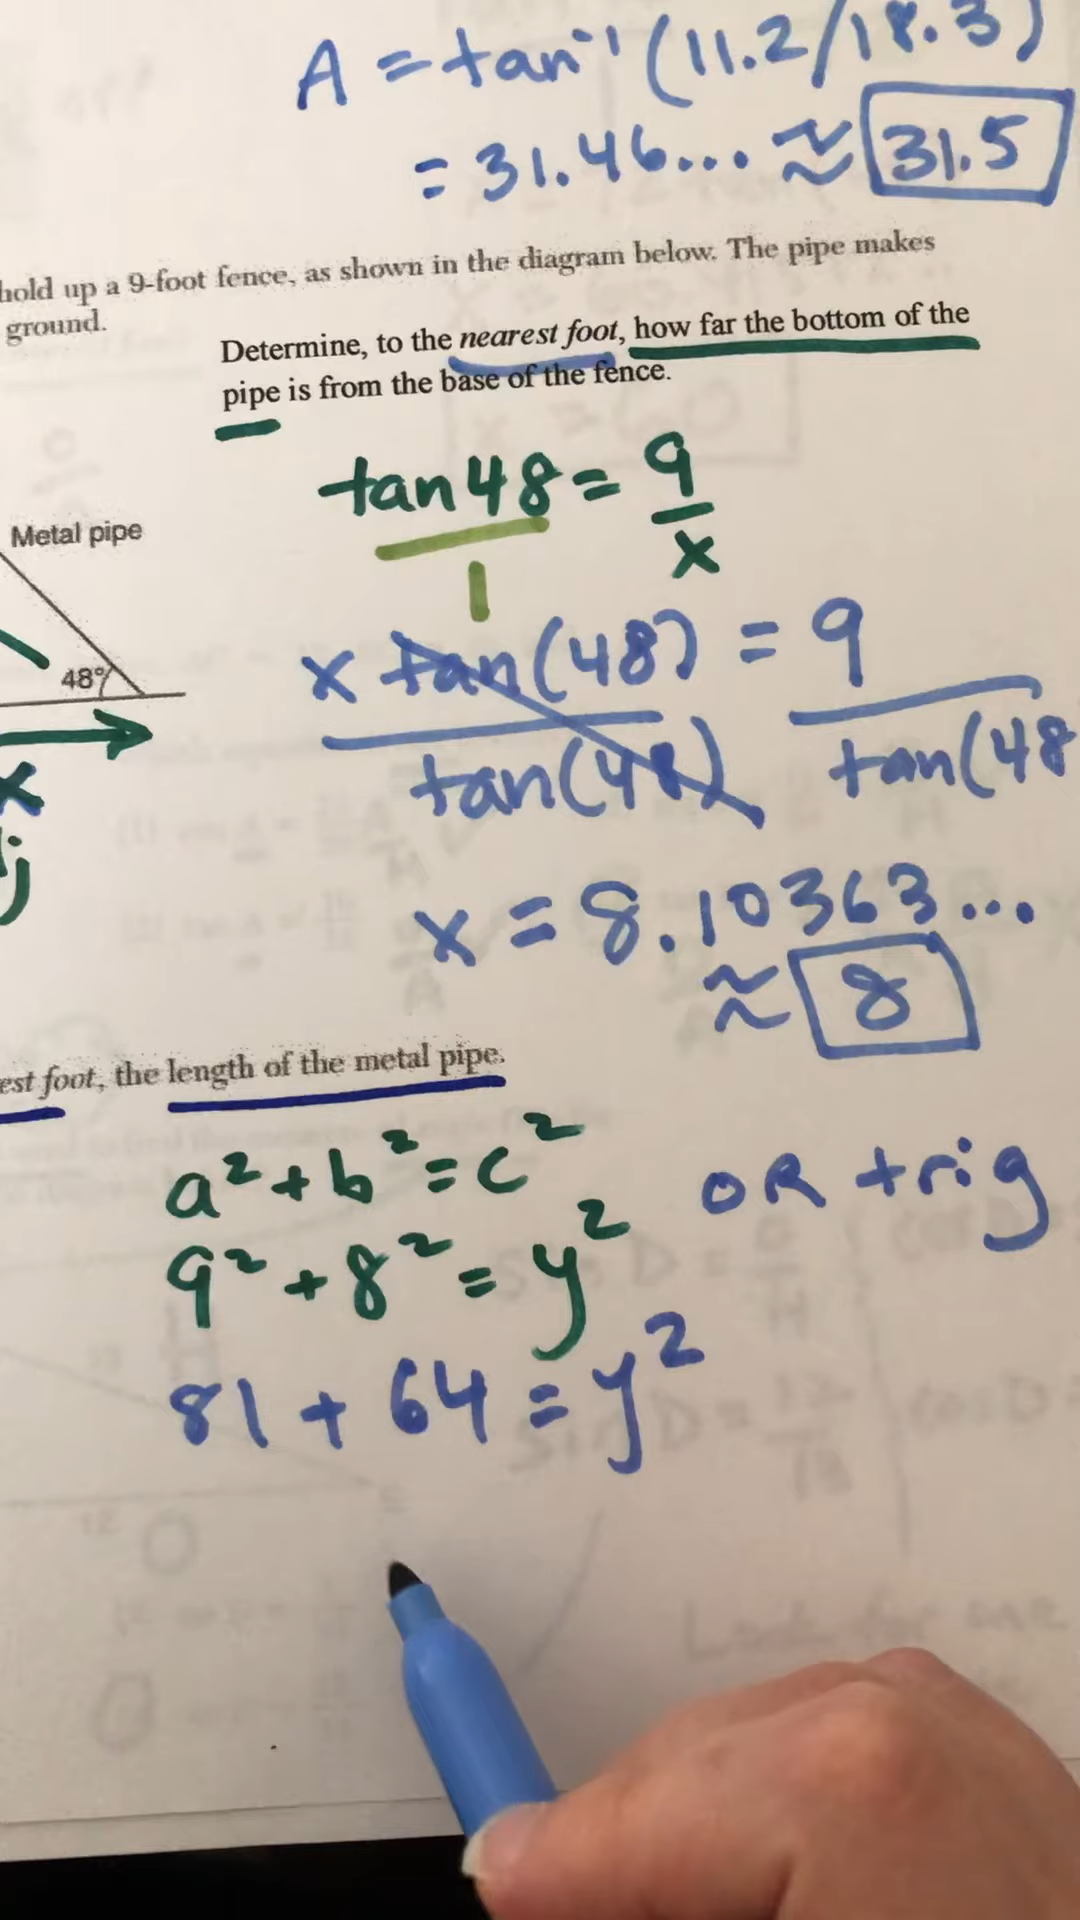 A = tan⁻¹(11.2/18.3)
= 31.46... ≈ 31.5
hold up a 9-foot fence, as shown in the diagram below. The pipe makes
ground.
Determine, to the nearest foot, how far the bottom of the
pipe is from the base of the fence.
tan 48 = 9/x
1
Metal pipe
48°
x
x tan(48) = 9
tan(48) tan(48
x = 8.10363...
≈ 8
est foot, the length of the metal pipe.
a² + b² = c² OR trig
9² + 8² = y²
81 + 64 = y²